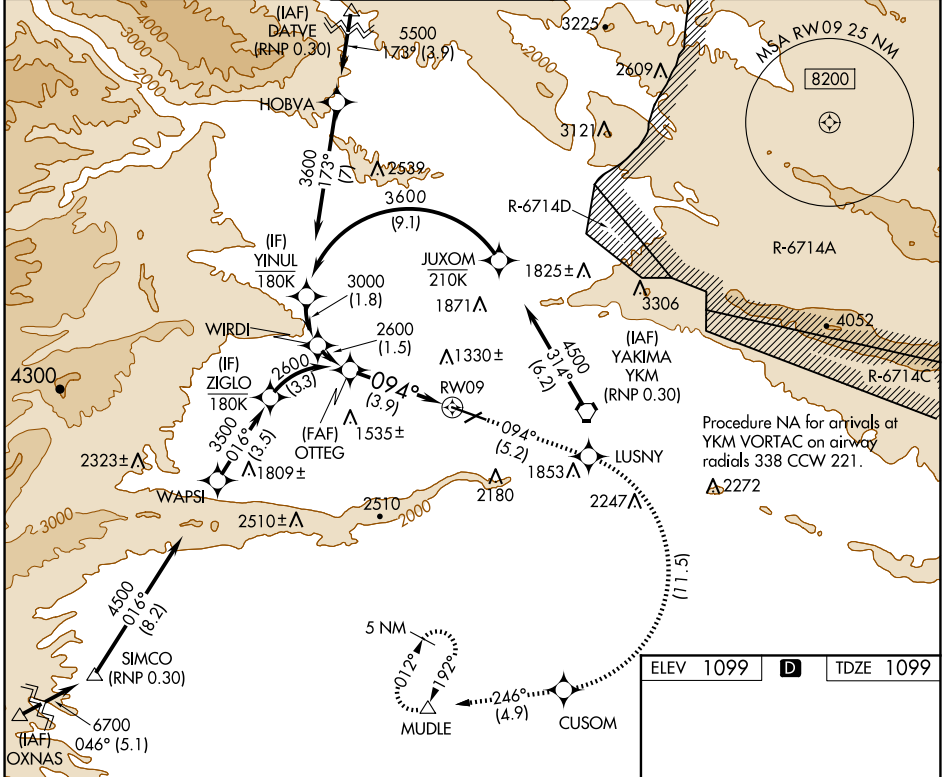 (IAF)
DATVE
(RNP 0.30)
5500
173° (3.9)
HOBVA
3600
173°
(7)
2539
3225
2609
3121
MSA RW09 25 NM
8200
2000
3000
2000
2000
3600
(9.1)
R-6714D
R-6714A
(IF)
YINUL
180K
3000
(1.8)
JUXOM
210K
1825±
1871
3306
4052
R-6714C
WIRDI
2600
(1.5)
(IF)
ZIGLO
180K
2600
(3.3)
094°
(3.9)
1330±
RW09
4500
314°
(6.2)
(IAF)
YAKIMA
YKM
(RNP 0.30)
4300
(FAF)
OTTEG
1535±
3500
016°
(3.5)
094°
(5.2)
LUSNY
Procedure NA for arrivals at
YKM VORTAC on airway
radials 338 CCW 221.
2272
2323±
1809±
WAPSI
1853
2180
2247
2510±
2510
2000
3000
4500
016°
(8.2)
(11.5)
SIMCO
(RNP 0.30)
5 NM
012°
192°
MUDLE
246°
(4.9)
CUSOM
6700
046° (5.1)
(IAF)
OXNAS
ELEV 1099 D TDZE 1099